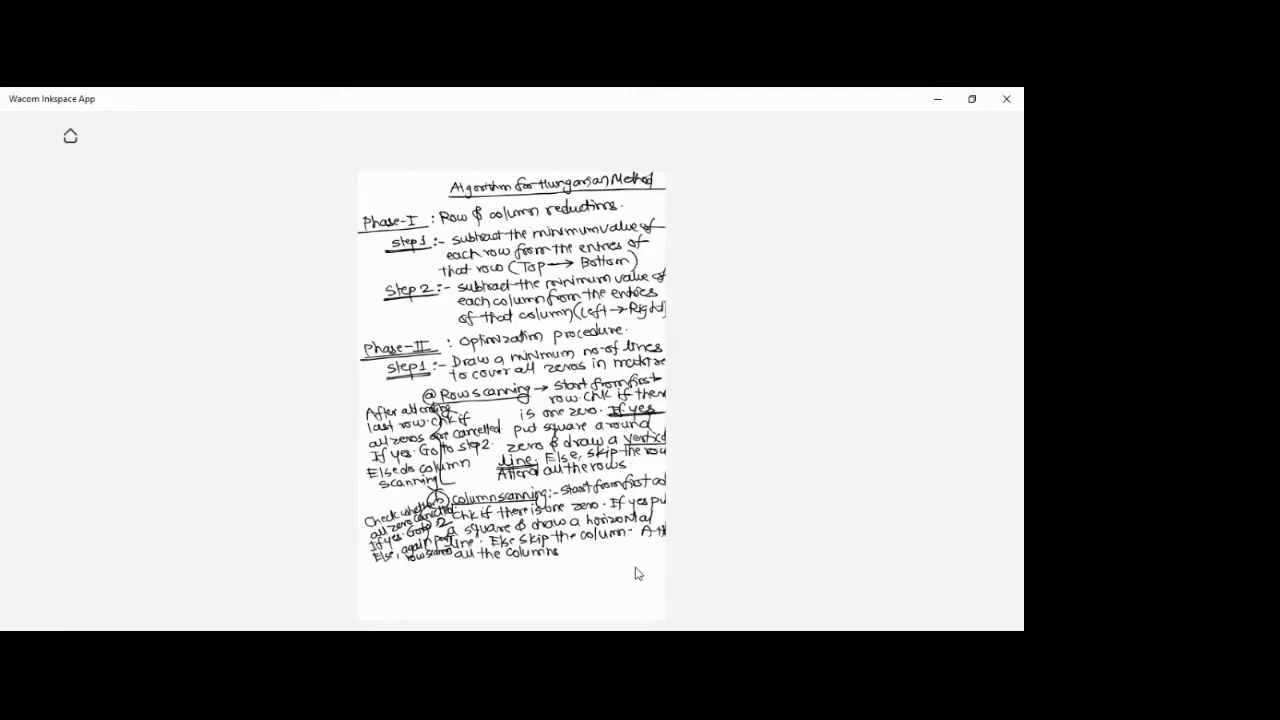 Wacom Inkspace App
Algorithm for Hungarian Method
Phase-I : Row & column reductions.
Step 1 :- subtract the minimum value of
each row from the entries of
that row (Top → Bottom)
Step 2 :- subtract the minimum value of
each column from the entries
of that column (Left → Right)
Phase-II : Optimization procedure.
Step 1 :- Draw a minimum no. of lines
to cover all zeros in
@ Row scanning → start from first
row. Chk if there
is one zero. If yes
put square around
zero & draw a
line. Else, skip the row
Attend all the rows.
After attending
last row. chk if
all zeros are cancelled.
If yes. Go to step 2.
Else do column
scanning
column scanning :- start from first
Chk if there is one zero. If yes
a square & draw a horizontal
line. Else skip the column.
all the columns
Check whether
all zero cancelled.
If yes. Go to 2
Else, again
row